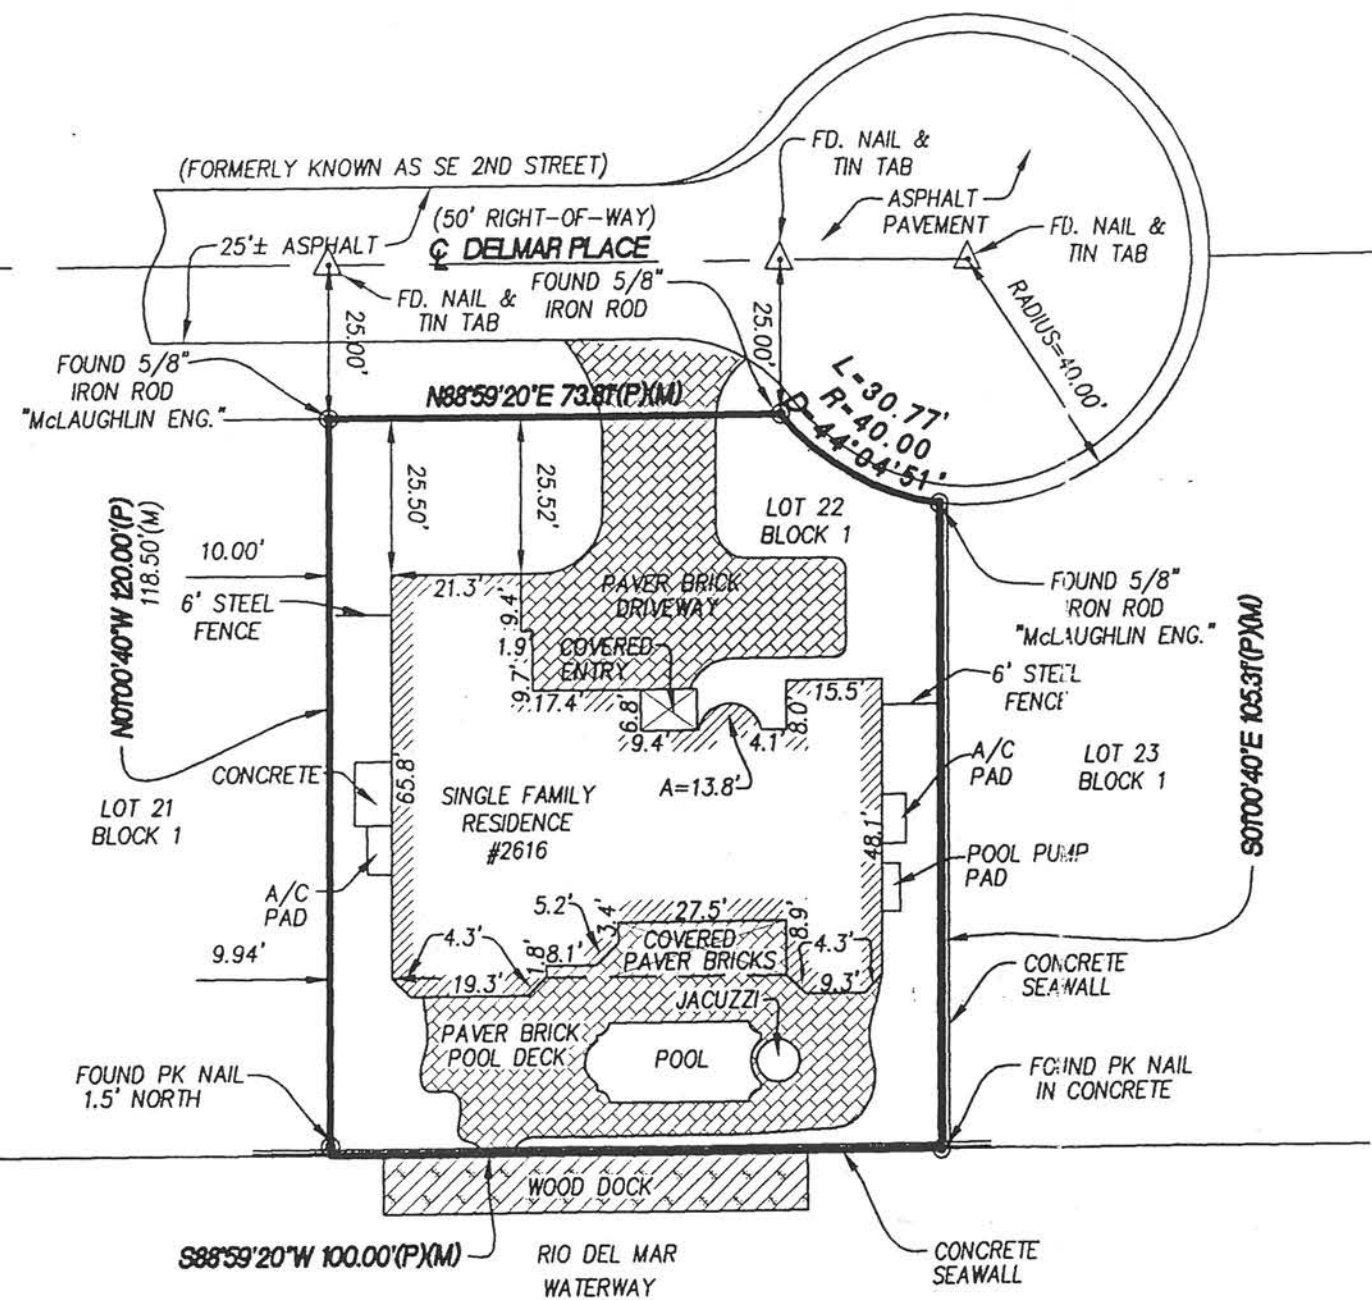 (FORMERLY KNOWN AS SE 2ND STREET)
FD. NAIL &
TIN TAB
ASPHALT
PAVEMENT
FD. NAIL &
TIN TAB
(50' RIGHT-OF-WAY)
25'± ASPHALT
℄ DELMAR PLACE
FOUND 5/8"
IRON ROD
FD. NAIL &
TIN TAB
25.00'
25.00'
RADIUS=40.00'
FOUND 5/8"
IRON ROD
"McLAUGHLIN ENG."
N88°59'20"E 73.81'(P)(M)
L=30.77'
R=40.00
D=44°04'51"
25.50'
25.52'
LOT 22
BLOCK 1
N01°00'40"W 120.00'(P)
118.50'(M)
10.00'
6' STEEL
FENCE
21.3'
9.4'
PAVER BRICK
DRIVEWAY
FOUND 5/8"
IRON ROD
"McLAUGHLIN ENG."
1.9
COVERED
ENTRY
9.7'
17.4'
6.8'
9.4'
4.1'
8.0'
15.5'
6' STEEL
FENCE
S01°00'40"E 105.31'(P)(M)
CONCRETE
65.8'
A=13.8'
A/C
PAD
LOT 23
BLOCK 1
LOT 21
BLOCK 1
SINGLE FAMILY
RESIDENCE
#2616
48.1'
POOL PUMP
PAD
A/C
PAD
5.2'
3.4'
27.5'
8.9'
4.3'
1.8'
8.1'
COVERED
PAVER BRICKS
4.3'
9.94'
19.3'
9.3'
CONCRETE
SEAWALL
JACUZZI
PAVER BRICK
POOL DECK
POOL
FOUND PK NAIL
1.5' NORTH
FOUND PK NAIL
IN CONCRETE
WOOD DOCK
S88°59'20"W 100.00'(P)(M)
RIO DEL MAR
WATERWAY
CONCRETE
SEAWALL